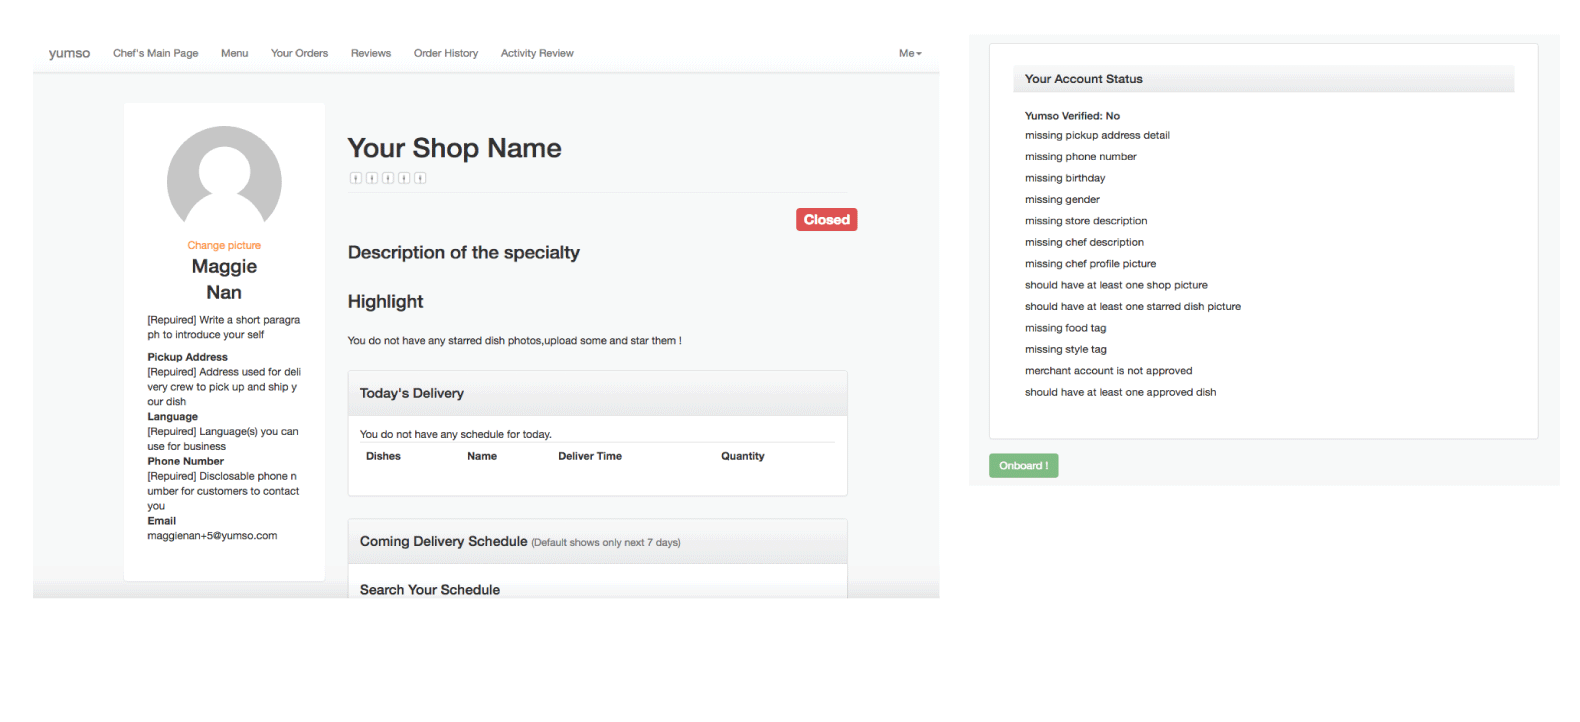 yumso Chef's Main Page Menu Your Orders Reviews Order History Activity Review Me
Change picture
Maggie
Nan
[Repuired] Write a short paragra
ph to introduce your self
Pickup Address
[Repuired] Address used for deli
very crew to pick up and ship y
our dish
Language
[Repuired] Language(s) you can
use for business
Phone Number
[Repuired] Disclosable phone n
umber for customers to contact
you
Email
maggienan+5@yumso.com
Your Shop Name
Closed
Description of the specialty
Highlight
You do not have any starred dish photos,upload some and star them !
Today's Delivery
You do not have any schedule for today.
Dishes Name Deliver Time Quantity
Coming Delivery Schedule (Default shows only next 7 days)
Search Your Schedule
Your Account Status
Yumso Verified: No
missing pickup address detail
missing phone number
missing birthday
missing gender
missing store description
missing chef description
missing chef profile picture
should have at least one shop picture
should have at least one starred dish picture
missing food tag
missing style tag
merchant account is not approved
should have at least one approved dish
Onboard !